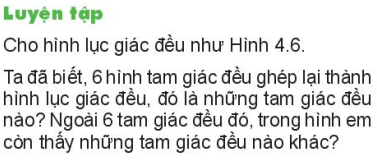 Luyện tập
Cho hình lục giác đều như Hình 4.6.
Ta đã biết, 6 hình tam giác đều ghép lại thành
hình lục giác đều, đó là những tam giác đều
nào? Ngoài 6 tam giác đều đó, trong hình em
còn thấy những tam giác đều nào khác?